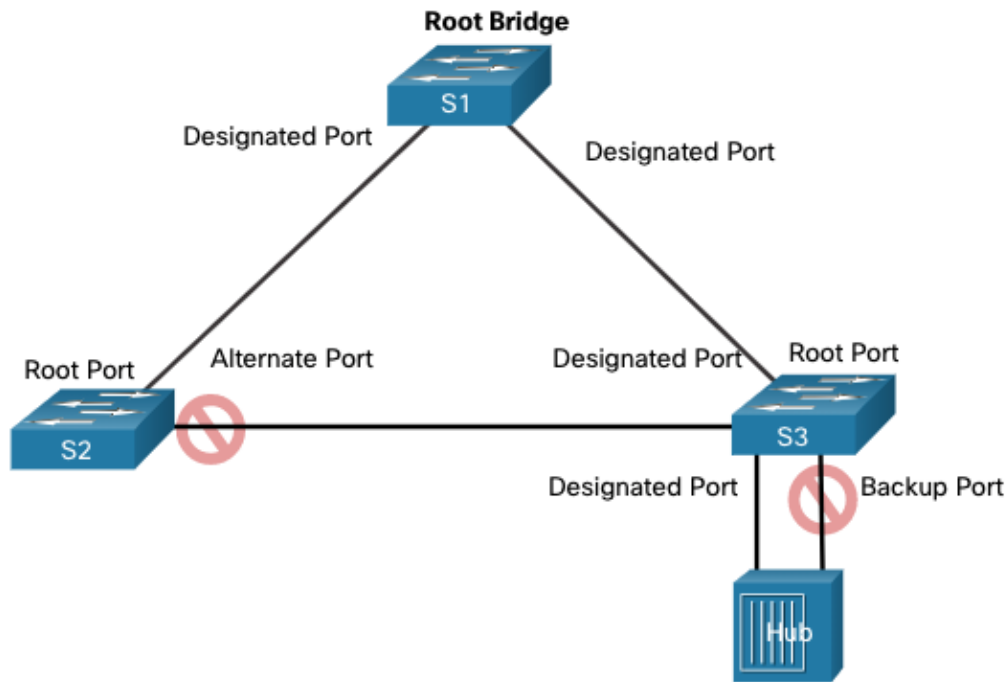 Root Bridge
S1
Designated Port
Designated Port
Root Port
Alternate Port
Designated Port
Root Port
S2
S3
Designated Port
Backup Port
Hub